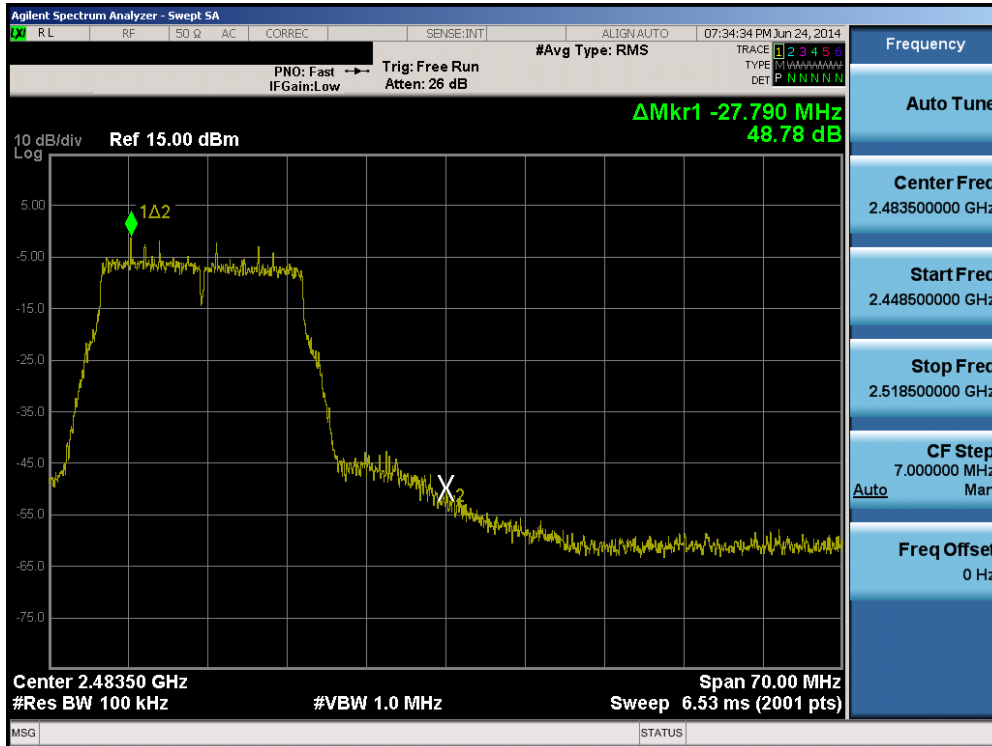 Agilent Spectrum Analyzer - Swept SA
LXI RL RF 50 Ω AC CORREC SENSE:INT ALIGNAUTO 07:34:34 PM Jun 24, 2014
PNO: Fast Trig: Free Run #Avg Type: RMS TRACE 1 2 3 4 5 6
IFGain:Low Atten: 26 dB TYPE M
DET P N N N N N
ΔMkr1 -27.790 MHz
48.78 dB
10 dB/div Ref 15.00 dBm
Log
5.00
1Δ2
-5.00
-15.0
-25.0
-35.0
-45.0
X2
-55.0
-65.0
-75.0
Center 2.48350 GHz Span 70.00 MHz
#Res BW 100 kHz #VBW 1.0 MHz Sweep 6.53 ms (2001 pts)
MSG STATUS
Frequency
Auto Tune
Center Freq
2.483500000 GHz
Start Freq
2.448500000 GHz
Stop Freq
2.518500000 GHz
CF Step
7.000000 MHz
Auto Man
Freq Offset
0 Hz